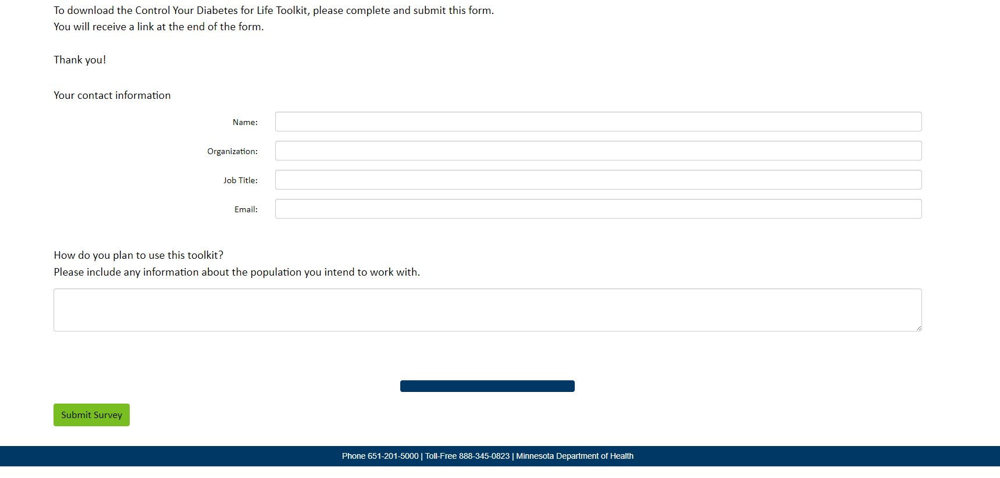 To download the Control Your Diabetes for Life Toolkit, please complete and submit this form.
You will receive a link at the end of the form.
Thank you!
Your contact information
Name:
Organization:
Job Title:
Email:
How do you plan to use this toolkit?
Please include any information about the population you intend to work with.
Submit Survey
Phone 651-201-5000 | Toll-Free 888-345-0823 | Minnesota Department of Health